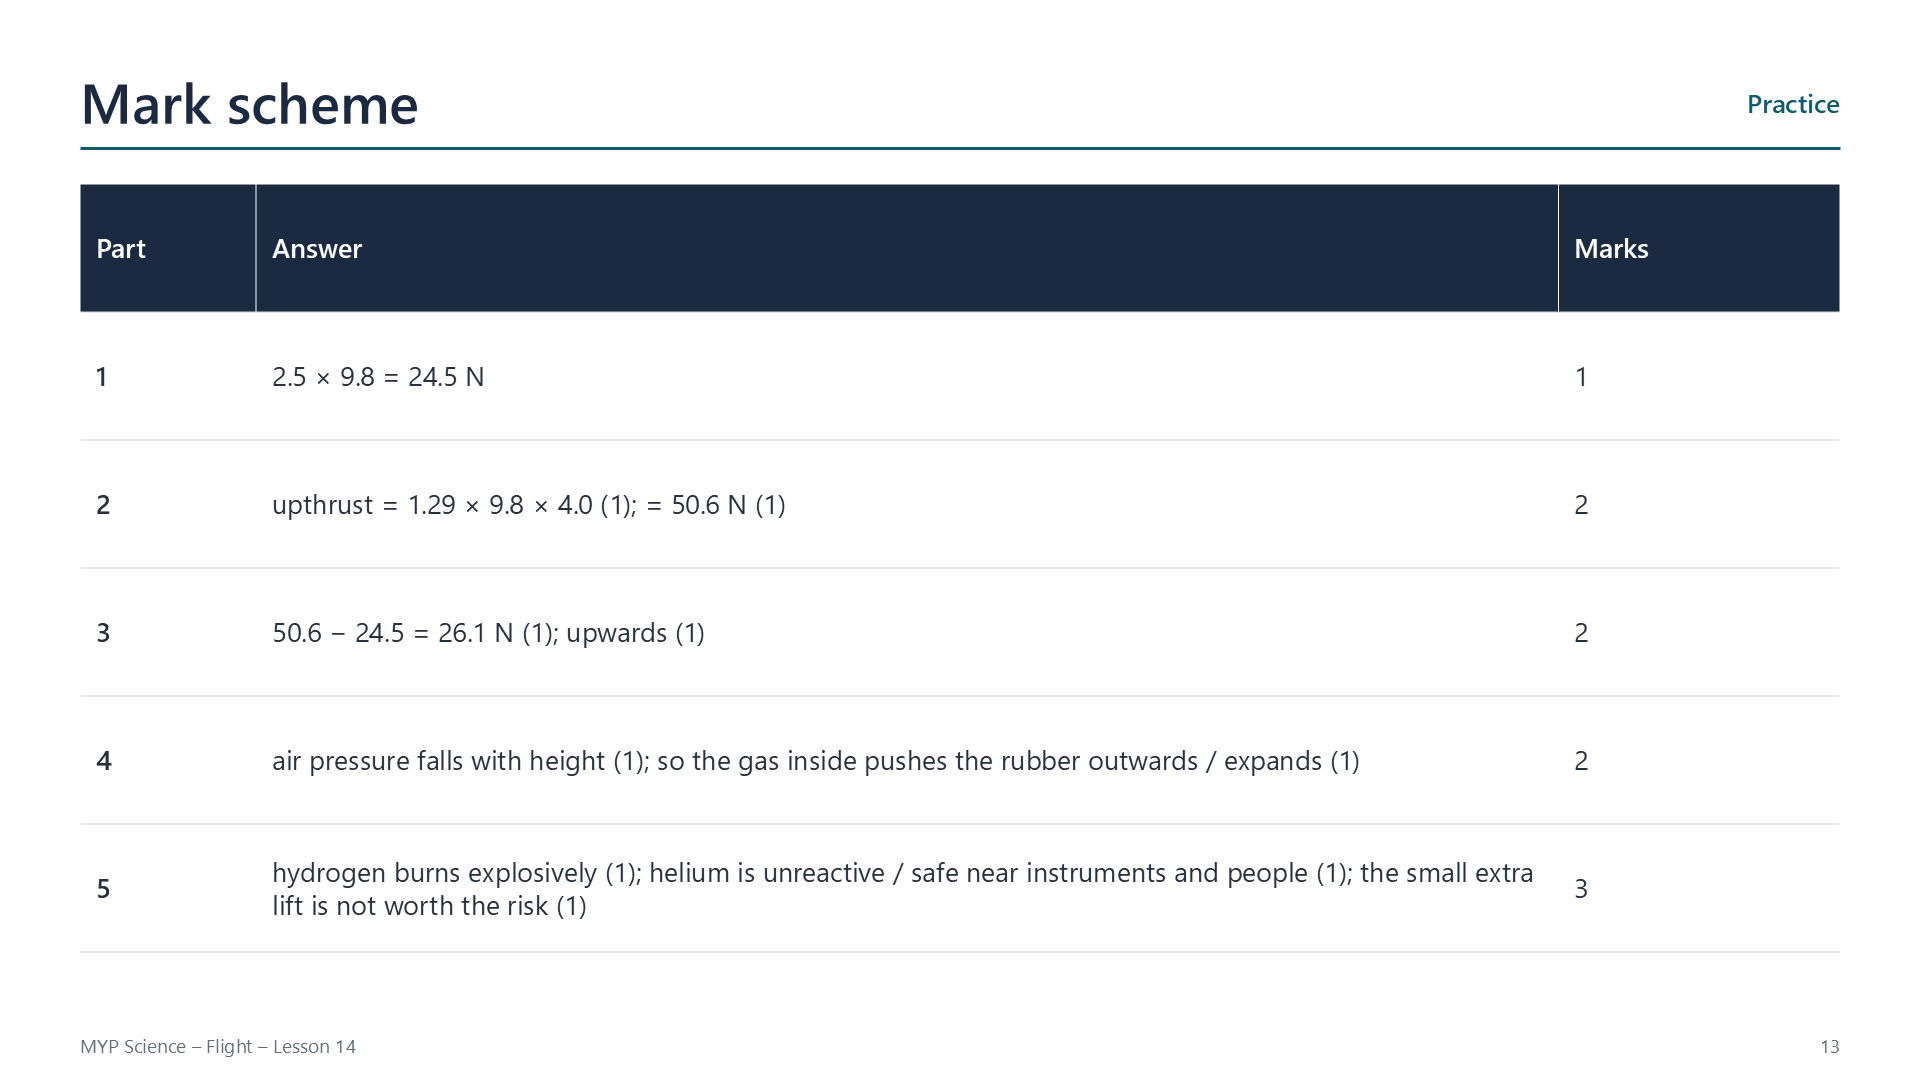 Mark scheme
Practice
Part Answer Marks
1 2.5 × 9.8 = 24.5 N 1
2 upthrust = 1.29 × 9.8 × 4.0 (1); = 50.6 N (1) 2
3 50.6 − 24.5 = 26.1 N (1); upwards (1) 2
4 air pressure falls with height (1); so the gas inside pushes the rubber outwards / expands (1) 2
5 hydrogen burns explosively (1); helium is unreactive / safe near instruments and people (1); the small extra
lift is not worth the risk (1) 3
MYP Science – Flight – Lesson 14
13